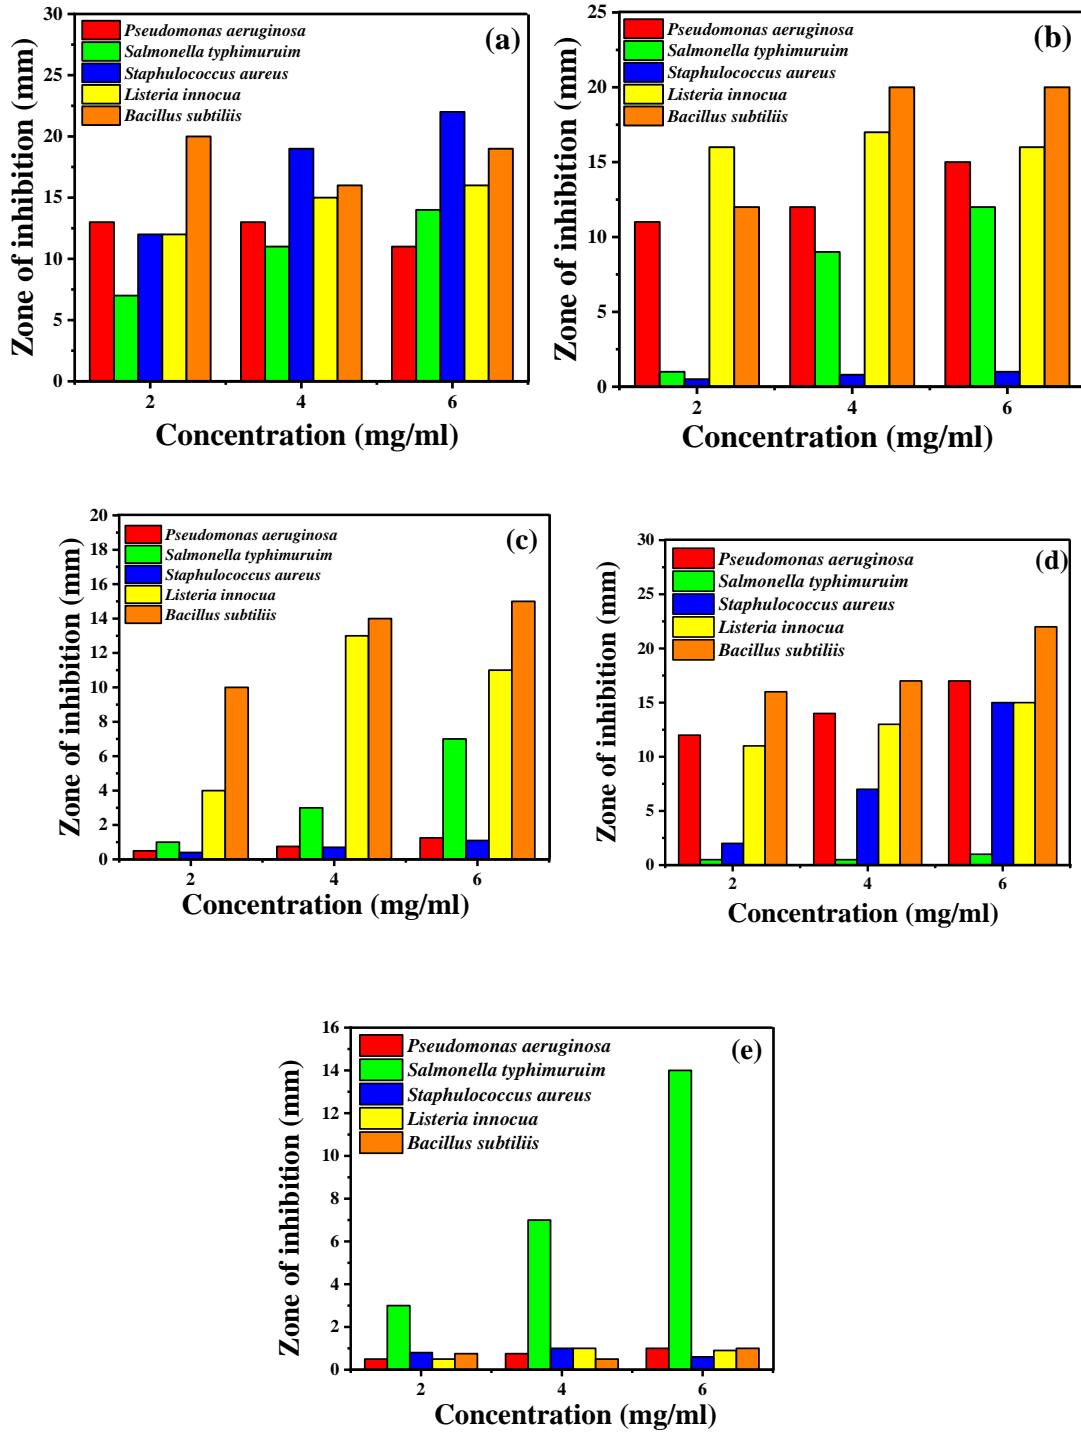 (a)
Pseudomonas aeruginosa
Salmonella typhimuruim
Staphulococcus aureus
Listeria innocua
Bacillus subtiliis
Zone of inhibition (mm)
30
25
20
15
10
5
0
2 4 6
Concentration (mg/ml)
(b)
Pseudomonas aeruginosa
Salmonella typhimuruim
Staphulococcus aureus
Listeria innocua
Bacillus subtiliis
Zone of inhibition (mm)
25
20
15
10
5
0
2 4 6
Concentration (mg/ml)
(c)
Pseudomonas aeruginosa
Salmonella typhimuruim
Staphulococcus aureus
Listeria innocua
Bacillus subtiliis
Zone of inhibition (mm)
20
18
16
14
12
10
8
6
4
2
0
2 4 6
Concentration (mg/ml)
(d)
Pseudomonas aeruginosa
Salmonella typhimuruim
Staphulococcus aureus
Listeria innocua
Bacillus subtiliis
Zone of inhibition (mm)
30
25
20
15
10
5
0
2 4 6
Concentration (mg/ml)
(e)
Pseudomonas aeruginosa
Salmonella typhimuruim
Staphulococcus aureus
Listeria innocua
Bacillus subtiliis
Zone of inhibition (mm)
16
14
12
10
8
6
4
2
0
2 4 6
Concentration (mg/ml)